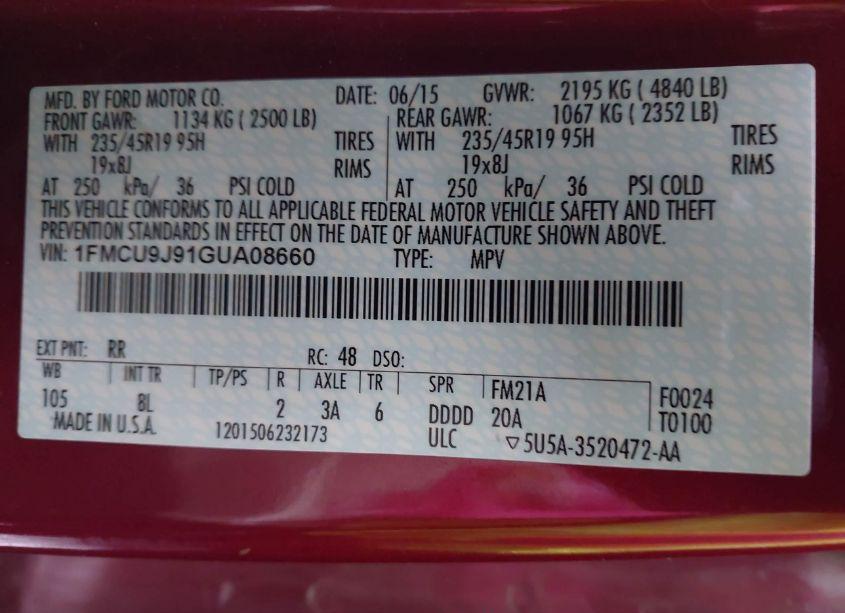 MFD. BY FORD MOTOR CO. DATE: 06/15 GVWR: 2195 KG ( 4840 LB)
FRONT GAWR: 1134 KG ( 2500 LB) REAR GAWR: 1067 KG ( 2352 LB)
WITH 235/45R19 95H TIRES WITH 235/45R19 95H TIRES
19x8J RIMS 19x8J RIMS
AT 250 kPa/ 36 PSI COLD AT 250 kPa/ 36 PSI COLD
THIS VEHICLE CONFORMS TO ALL APPLICABLE FEDERAL MOTOR VEHICLE SAFETY AND THEFT
PREVENTION STANDARDS IN EFFECT ON THE DATE OF MANUFACTURE SHOWN ABOVE.
VIN: 1FMCU9J91GUA08660 TYPE: MPV
EXT PNT: RR RC: 48 DSO:
WB INT TR TP/PS R AXLE TR SPR FM21A F0024
105 8L 2 3A 6 DDDD 20A T0100
MADE IN U.S.A. 1201506232173 ULC ▽5U5A-3520472-AA